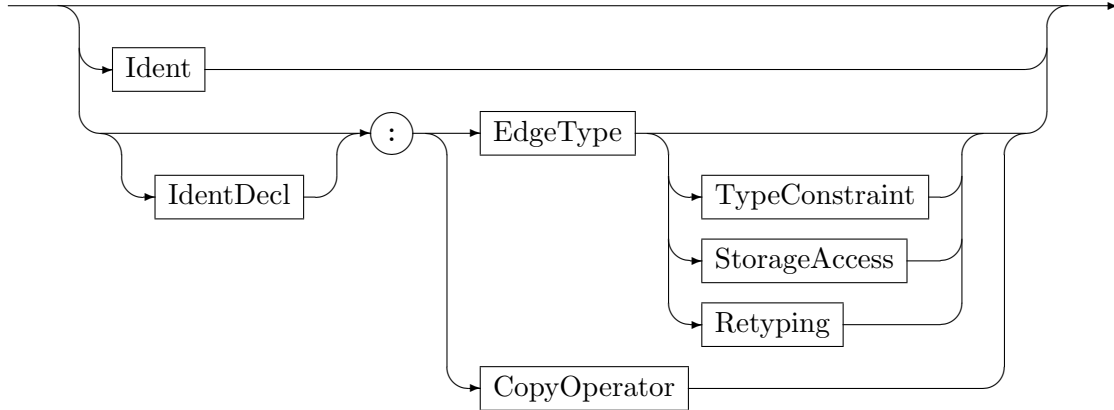 Ident
: EdgeType
IdentDecl TypeConstraint
StorageAccess
Retyping
CopyOperator